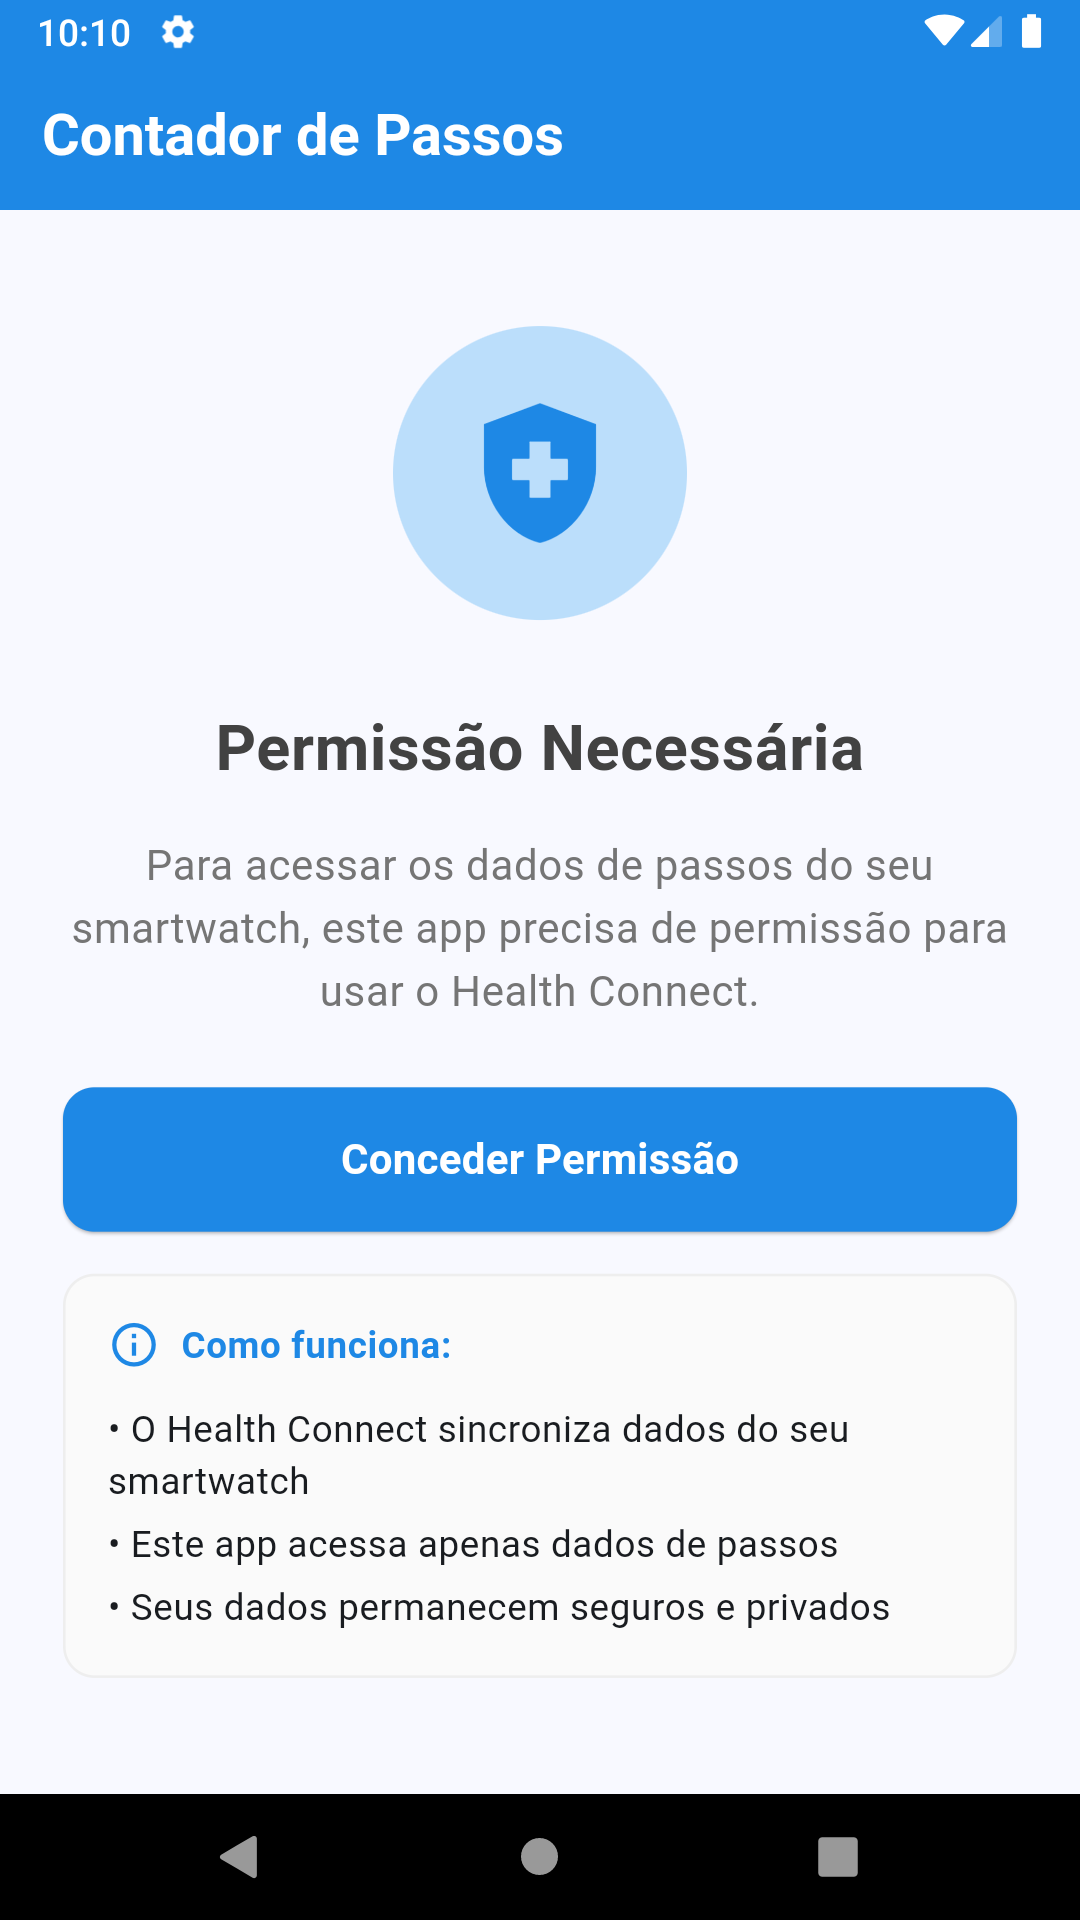 10:10
Contador de Passos
Permissão Necessária
Para acessar os dados de passos do seu
smartwatch, este app precisa de permissão para
usar o Health Connect.
Conceder Permissão
Como funciona:
• O Health Connect sincroniza dados do seu
smartwatch
• Este app acessa apenas dados de passos
• Seus dados permanecem seguros e privados